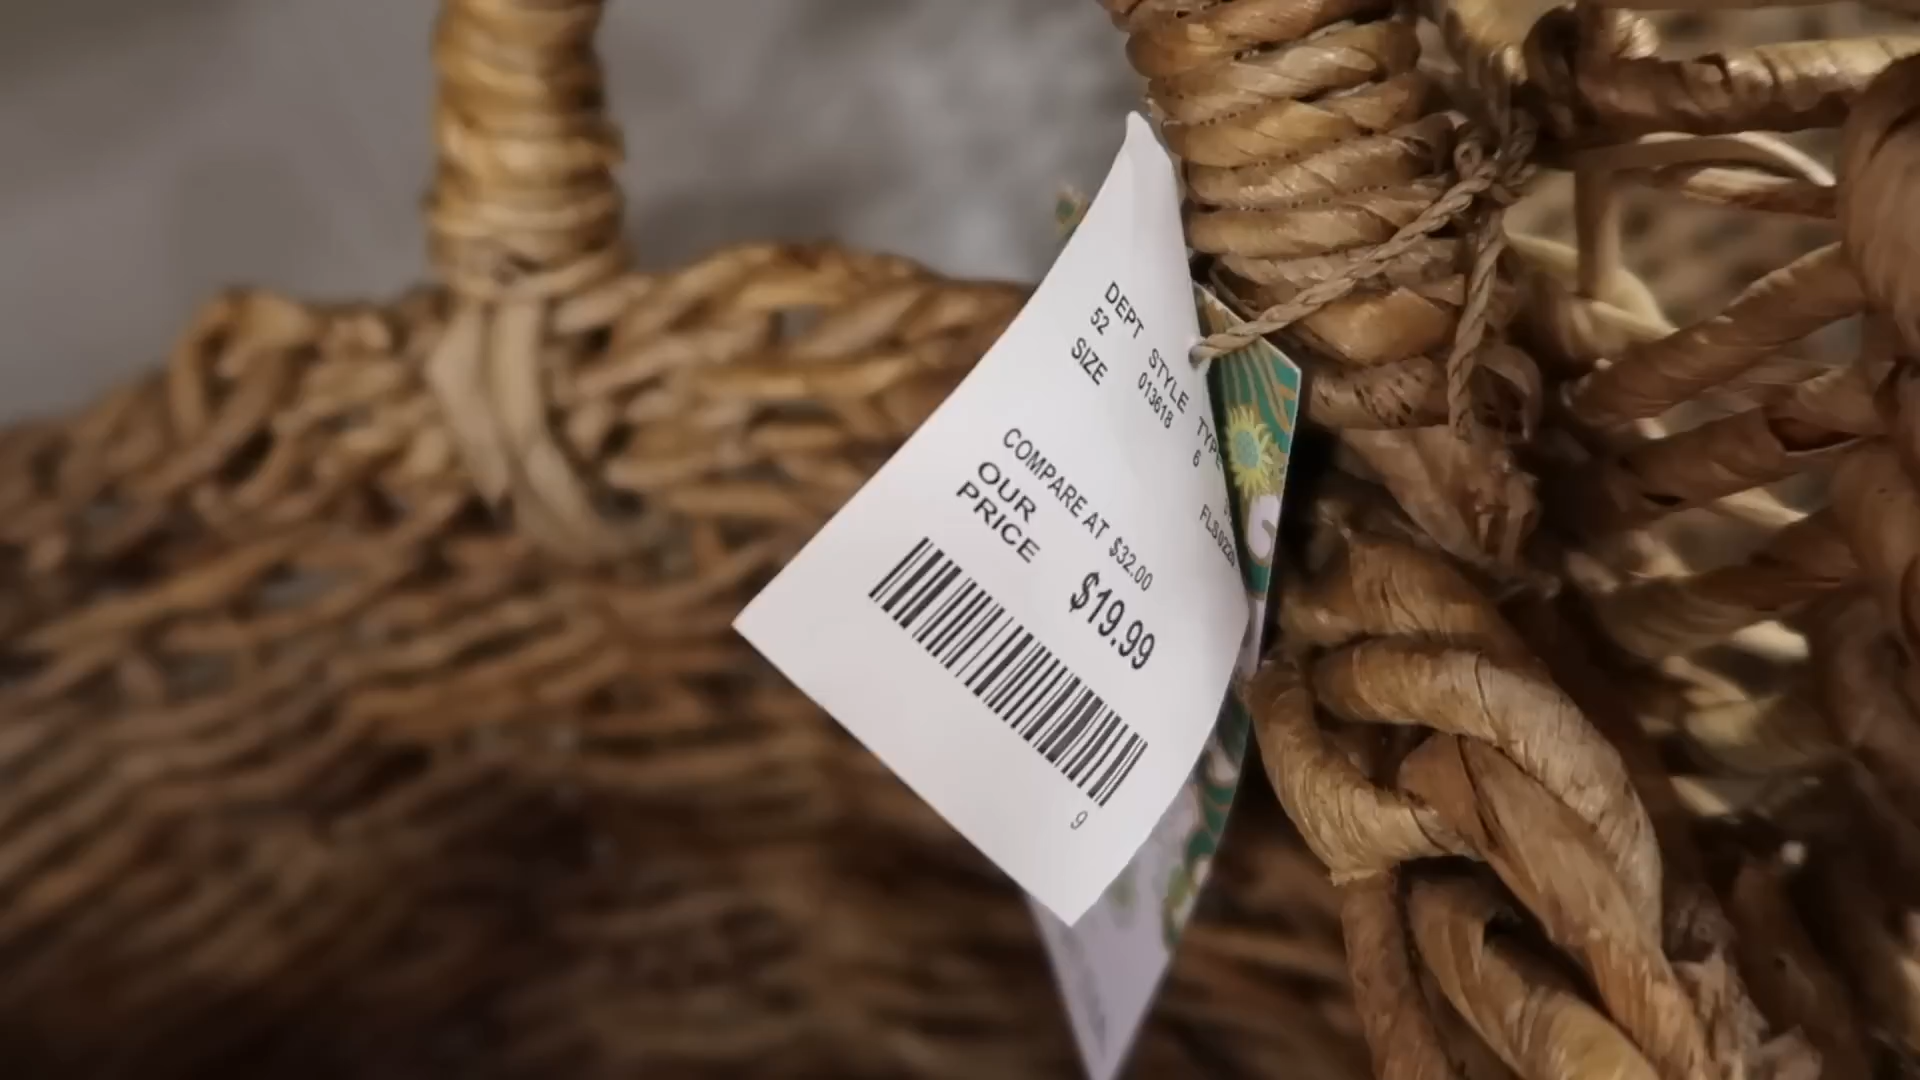 DEPT STYLE TYPE
52 013618 6
SIZE
COMPARE AT $32.00
OUR
PRICE $19.99
9